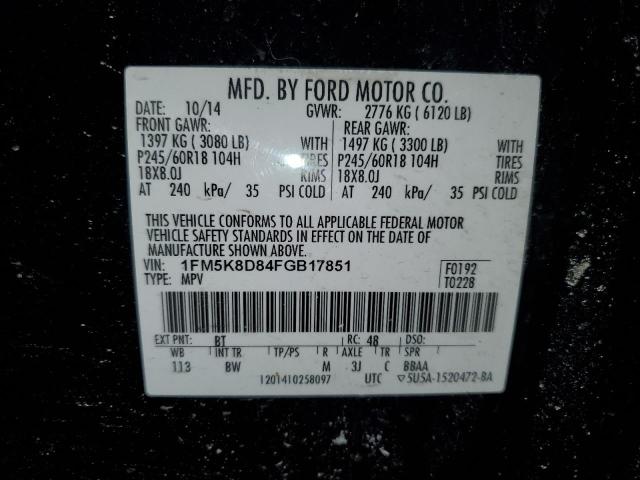 MFD. BY FORD MOTOR CO.
DATE: 10/14 GVWR: 2776 KG ( 6120 LB)
FRONT GAWR: REAR GAWR:
1397 KG ( 3080 LB) WITH 1497 KG ( 3300 LB) WITH
P245/60R18 104H TIRES P245/60R18 104H TIRES
18X8.0J RIMS 18X8.0J RIMS
AT 240 kPa/ 35 PSI COLD AT 240 kPa/ 35 PSI COLD
THIS VEHICLE CONFORMS TO ALL APPLICABLE FEDERAL MOTOR
VEHICLE SAFETY STANDARDS IN EFFECT ON THE DATE OF
MANUFACTURE SHOWN ABOVE.
VIN: 1FM5K8D84FGB17851 F0192
TYPE: MPV T0228
EXT PNT: BT RC: 48 DSO:
WB INT TR TP/PS R AXLE TR SPR
113 BW M 3J C BBAA
1201410258097 UTC ▽5U5A-1520472-BA